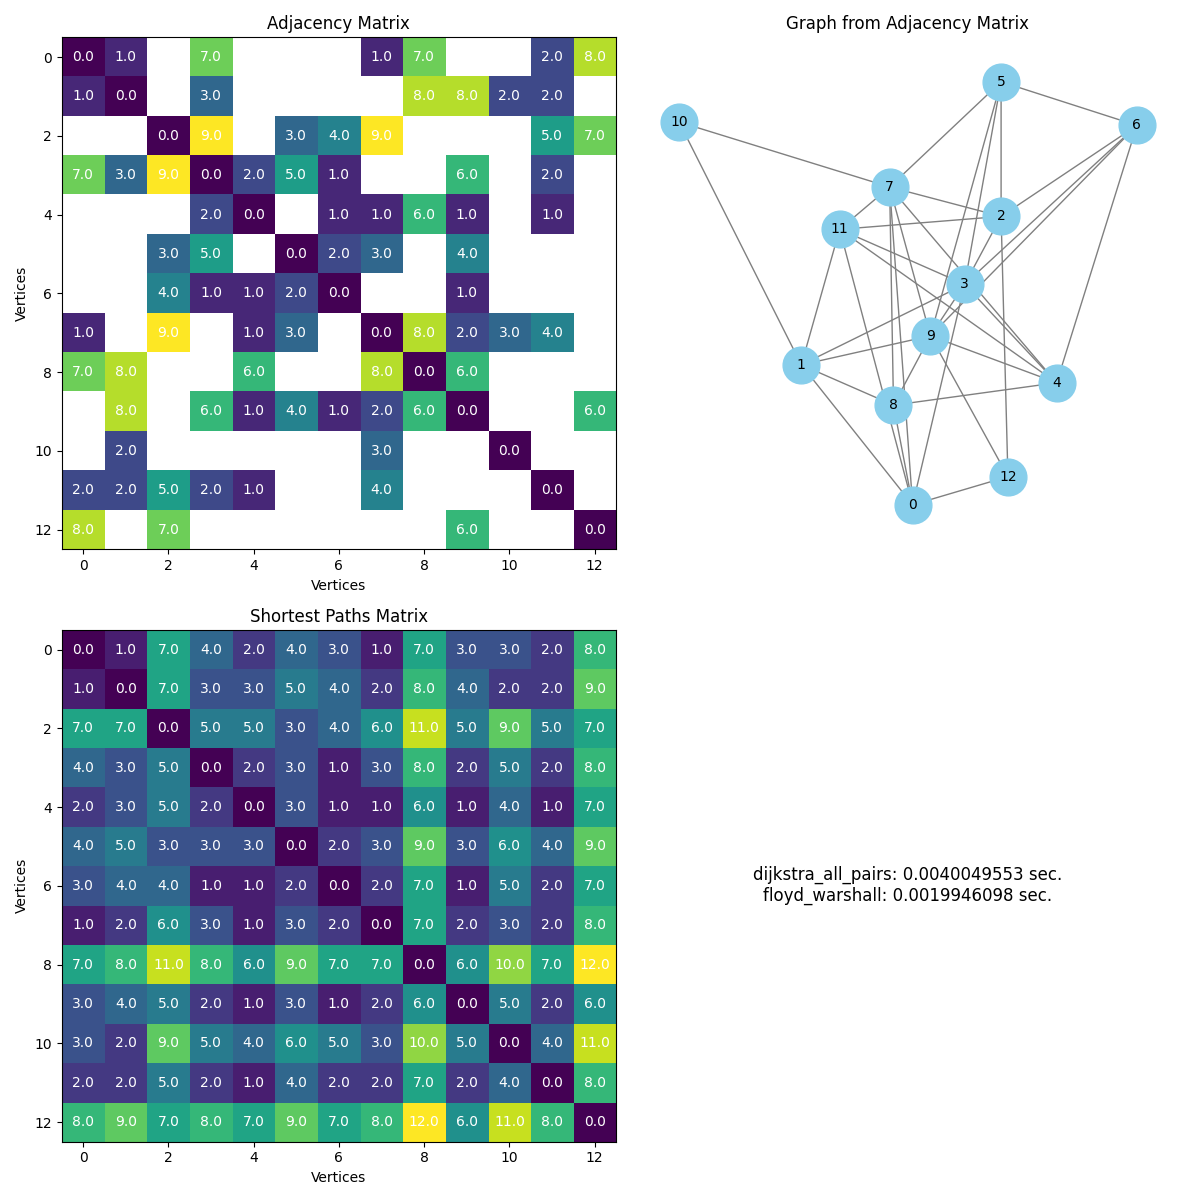 Adjacency Matrix
0 0.0 1.0 7.0 1.0 7.0 2.0 8.0
1.0 0.0 3.0 8.0 8.0 2.0 2.0
2 0.0 9.0 3.0 4.0 9.0 5.0 7.0
7.0 3.0 9.0 0.0 2.0 5.0 1.0 6.0 2.0
4 2.0 0.0 1.0 1.0 6.0 1.0 1.0
3.0 5.0 0.0 2.0 3.0 4.0
6 4.0 1.0 1.0 2.0 0.0 1.0
1.0 9.0 1.0 3.0 0.0 8.0 2.0 3.0 4.0
8 7.0 8.0 6.0 8.0 0.0 6.0
8.0 6.0 1.0 4.0 1.0 2.0 6.0 0.0 6.0
10 2.0 3.0 0.0
2.0 2.0 5.0 2.0 1.0 4.0 0.0
12 8.0 7.0 6.0 0.0
0 2 4 6 8 10 12
Vertices
Vertices
Graph from Adjacency Matrix
5
10
6
7
2
11
3
9
1
4
8
12
0
Shortest Paths Matrix
0 0.0 1.0 7.0 4.0 2.0 4.0 3.0 1.0 7.0 3.0 3.0 2.0 8.0
1.0 0.0 7.0 3.0 3.0 5.0 4.0 2.0 8.0 4.0 2.0 2.0 9.0
2 7.0 7.0 0.0 5.0 5.0 3.0 4.0 6.0 11.0 5.0 9.0 5.0 7.0
4.0 3.0 5.0 0.0 2.0 3.0 1.0 3.0 8.0 2.0 5.0 2.0 8.0
4 2.0 3.0 5.0 2.0 0.0 3.0 1.0 1.0 6.0 1.0 4.0 1.0 7.0
4.0 5.0 3.0 3.0 3.0 0.0 2.0 3.0 9.0 3.0 6.0 4.0 9.0
6 3.0 4.0 4.0 1.0 1.0 2.0 0.0 2.0 7.0 1.0 5.0 2.0 7.0
1.0 2.0 6.0 3.0 1.0 3.0 2.0 0.0 7.0 2.0 3.0 2.0 8.0
8 7.0 8.0 11.0 8.0 6.0 9.0 7.0 7.0 0.0 6.0 10.0 7.0 12.0
3.0 4.0 5.0 2.0 1.0 3.0 1.0 2.0 6.0 0.0 5.0 2.0 6.0
10 3.0 2.0 9.0 5.0 4.0 6.0 5.0 3.0 10.0 5.0 0.0 4.0 11.0
2.0 2.0 5.0 2.0 1.0 4.0 2.0 2.0 7.0 2.0 4.0 0.0 8.0
12 8.0 9.0 7.0 8.0 7.0 9.0 7.0 8.0 12.0 6.0 11.0 8.0 0.0
0 2 4 6 8 10 12
Vertices
Vertices
dijkstra_all_pairs: 0.0040049553 sec.
floyd_warshall: 0.0019946098 sec.